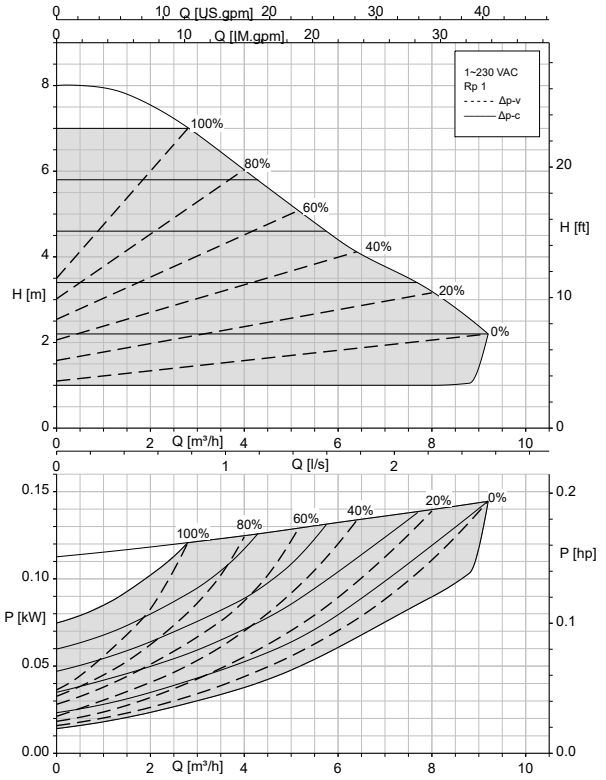 0 10 20 30 40
Q [US.gpm]
0 10 20 30
Q [IM.gpm]
1~230 VAC
Rp 1
Δp-v
Δp-c
8
6
4
H [m]
2
0
20
H [ft]
10
0
100%
80%
60%
40%
20%
0%
0 2 4 6 8 10
Q [m³/h]
0 1 2
Q [l/s]
0.15
0.10
P [kW]
0.05
0.00
0.2
P [hp]
0.1
0.0
100%
80%
60%
40%
20%
0%
0 2 4 6 8 10
Q [m³/h]